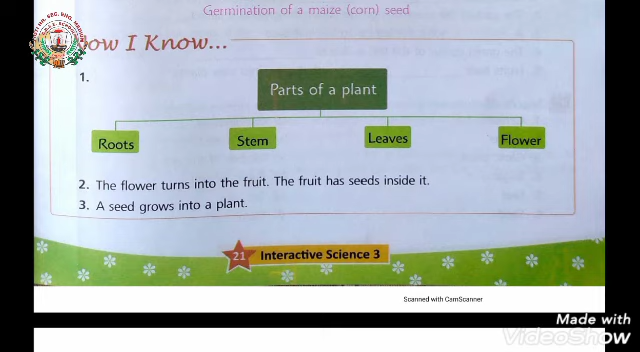 Germination of a maize (corn) seed
Now I Know...
1.
Parts of a plant
Roots Stem Leaves Flower
2. The flower turns into the fruit. The fruit has seeds inside it.
3. A seed grows into a plant.
21 Interactive Science 3
Scanned with CamScanner
Made with
VideoShow